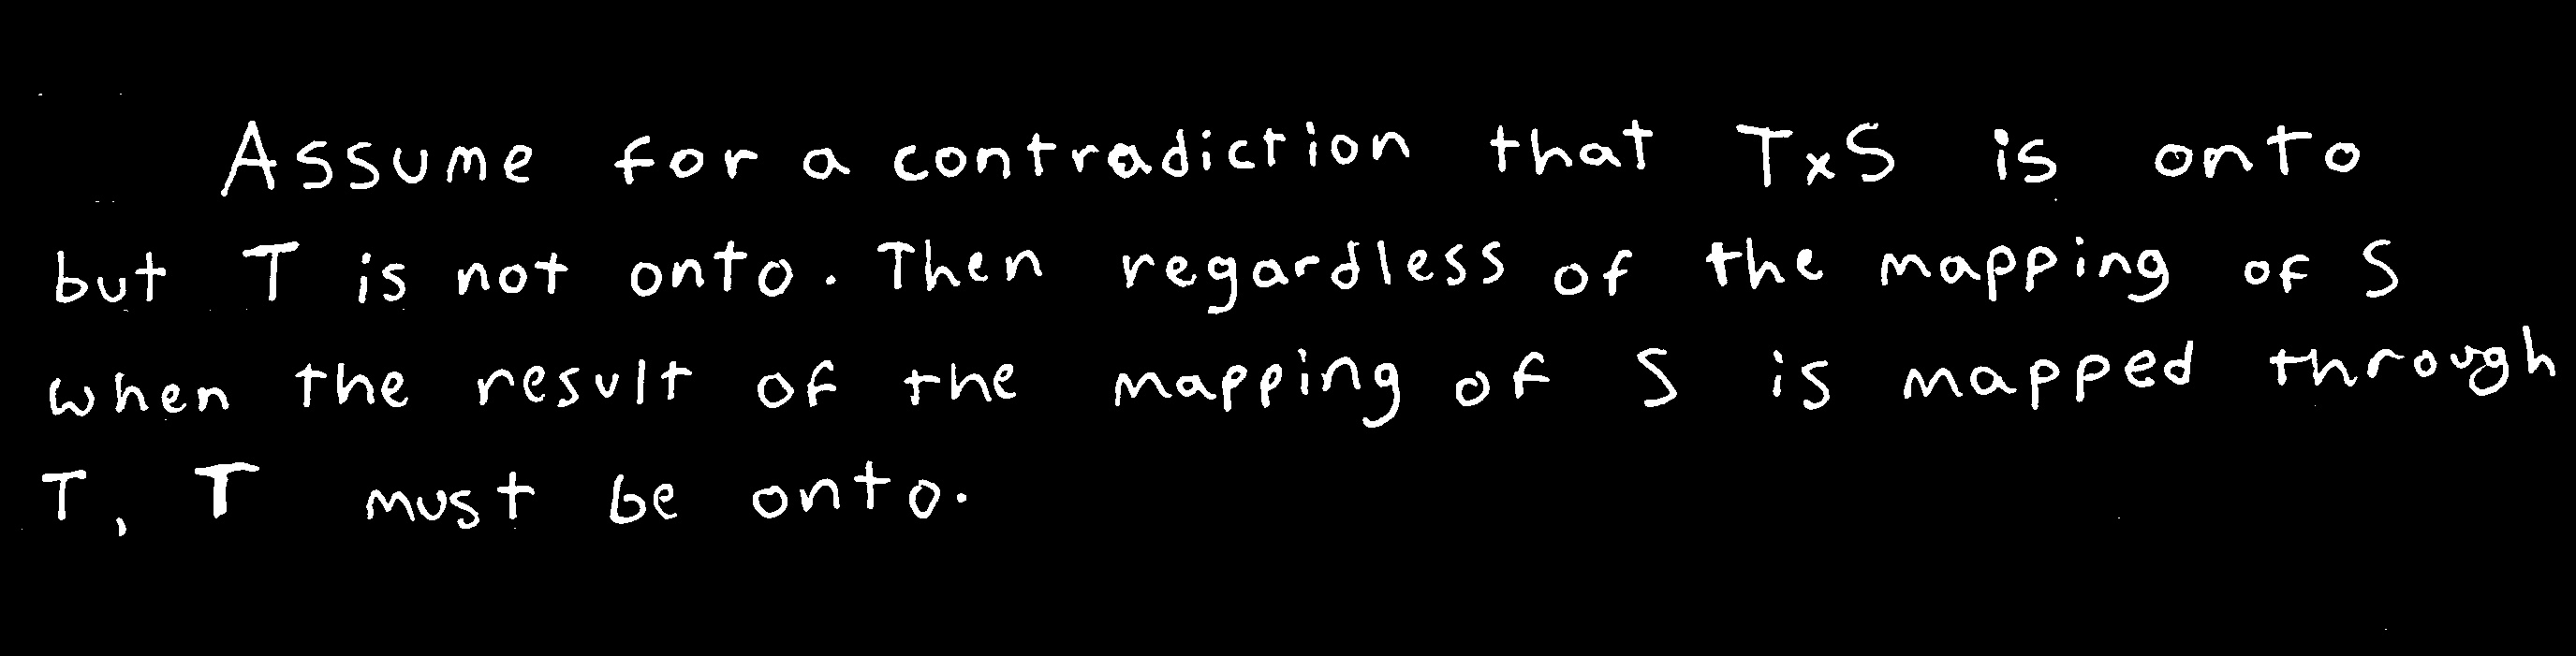 Assume for a contradiction that TxS is onto
but T is not onto. Then regardless of the mapping of S
when the result of the mapping of S is mapped through
T, T must be onto.